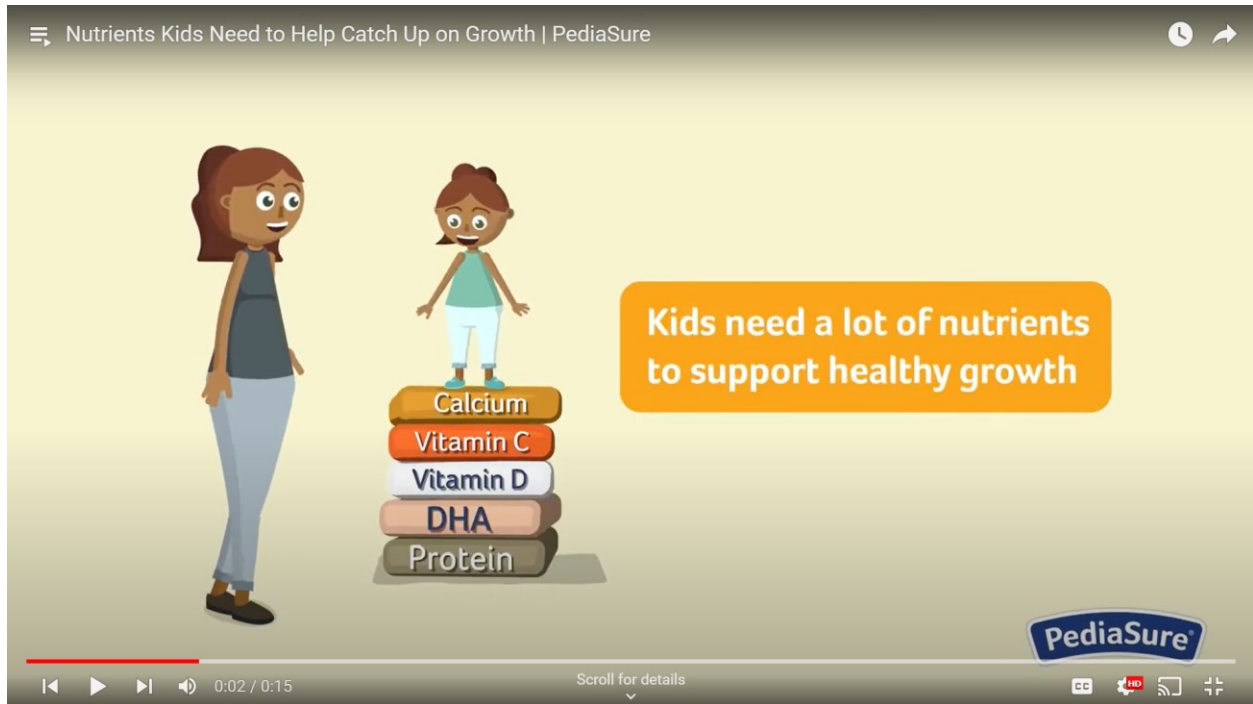 Nutrients Kids Need to Help Catch Up on Growth | PediaSure
Kids need a lot of nutrients
to support healthy growth
Calcium
Vitamin C
Vitamin D
DHA
Protein
PediaSure®
0:02 / 0:15
Scroll for details
CC
HD